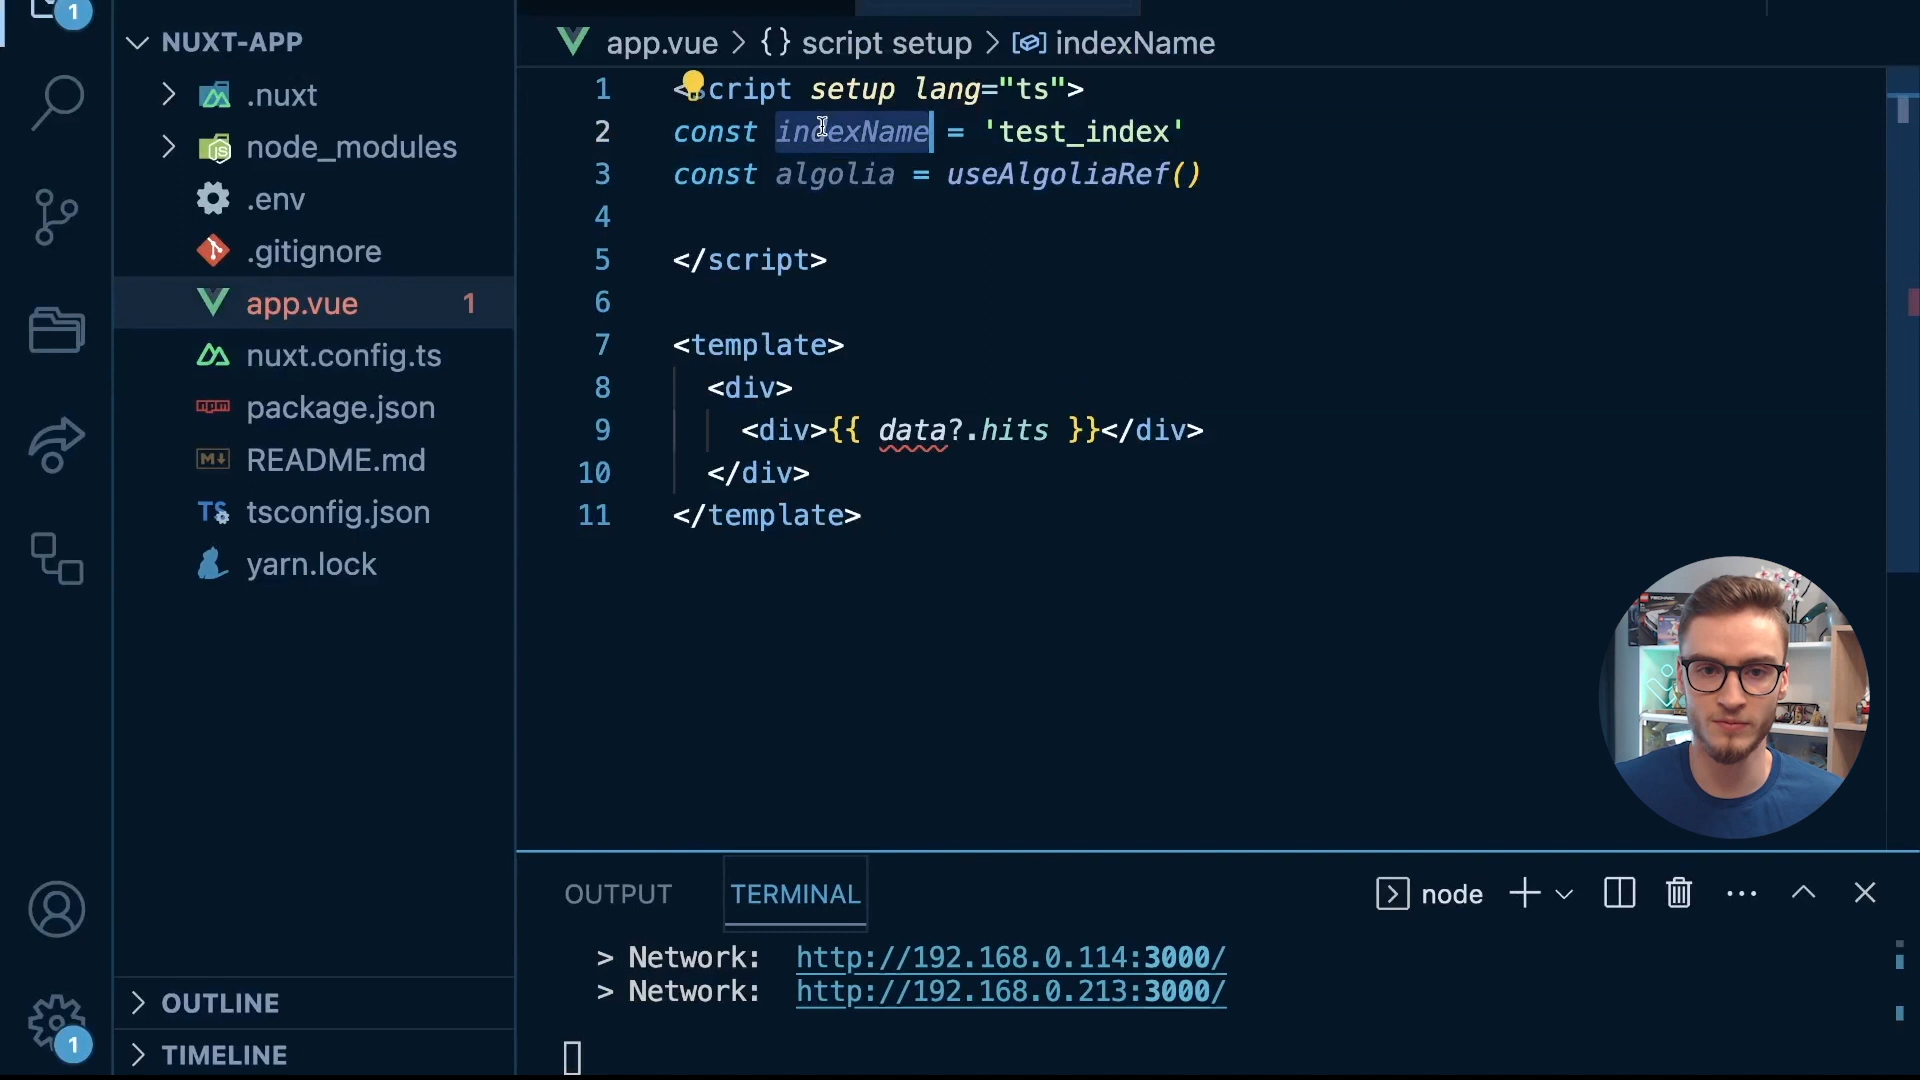 1
NUXT-APP
.nuxt
node_modules
.env
.gitignore
app.vue 1
nuxt.config.ts
package.json
README.md
tsconfig.json
yarn.lock
OUTLINE
TIMELINE
1
app.vue > {} script setup > indexName
1 <script setup lang="ts">
2 const indexName = 'test_index'
3 const algolia = useAlgoliaRef()
4
5 </script>
6
7 <template>
8 <div>
9 <div>{{ data?.hits }}</div>
10 </div>
11 </template>
OUTPUT TERMINAL node
> Network: http://192.168.0.114:3000/
> Network: http://192.168.0.213:3000/